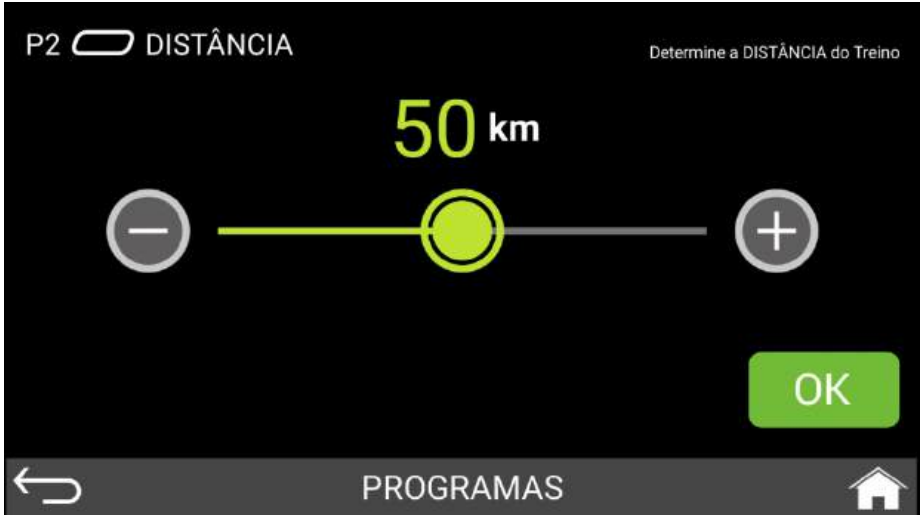 P2 DISTÂNCIA
Determine a DISTÂNCIA do Treino
50 km
OK
PROGRAMAS